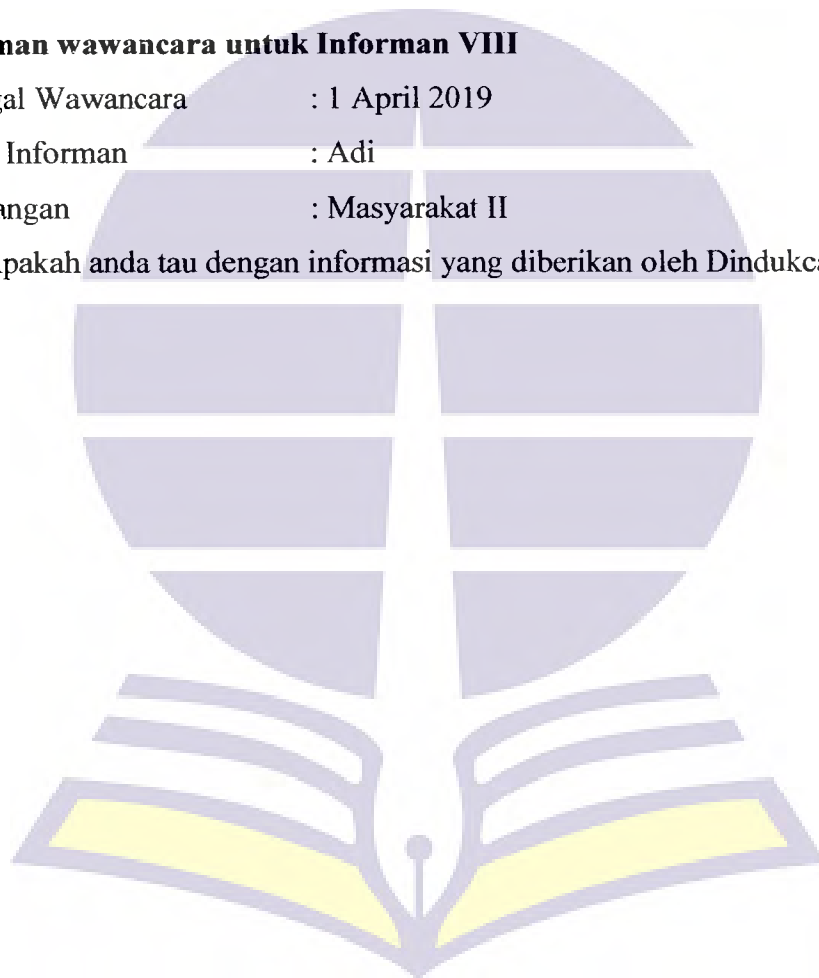 man wawancara untuk Informan VIII
gal Wawancara : 1 April 2019
Informan : Adi
angan : Masyarakat II
pakah anda tau dengan informasi yang diberikan oleh Dindukca